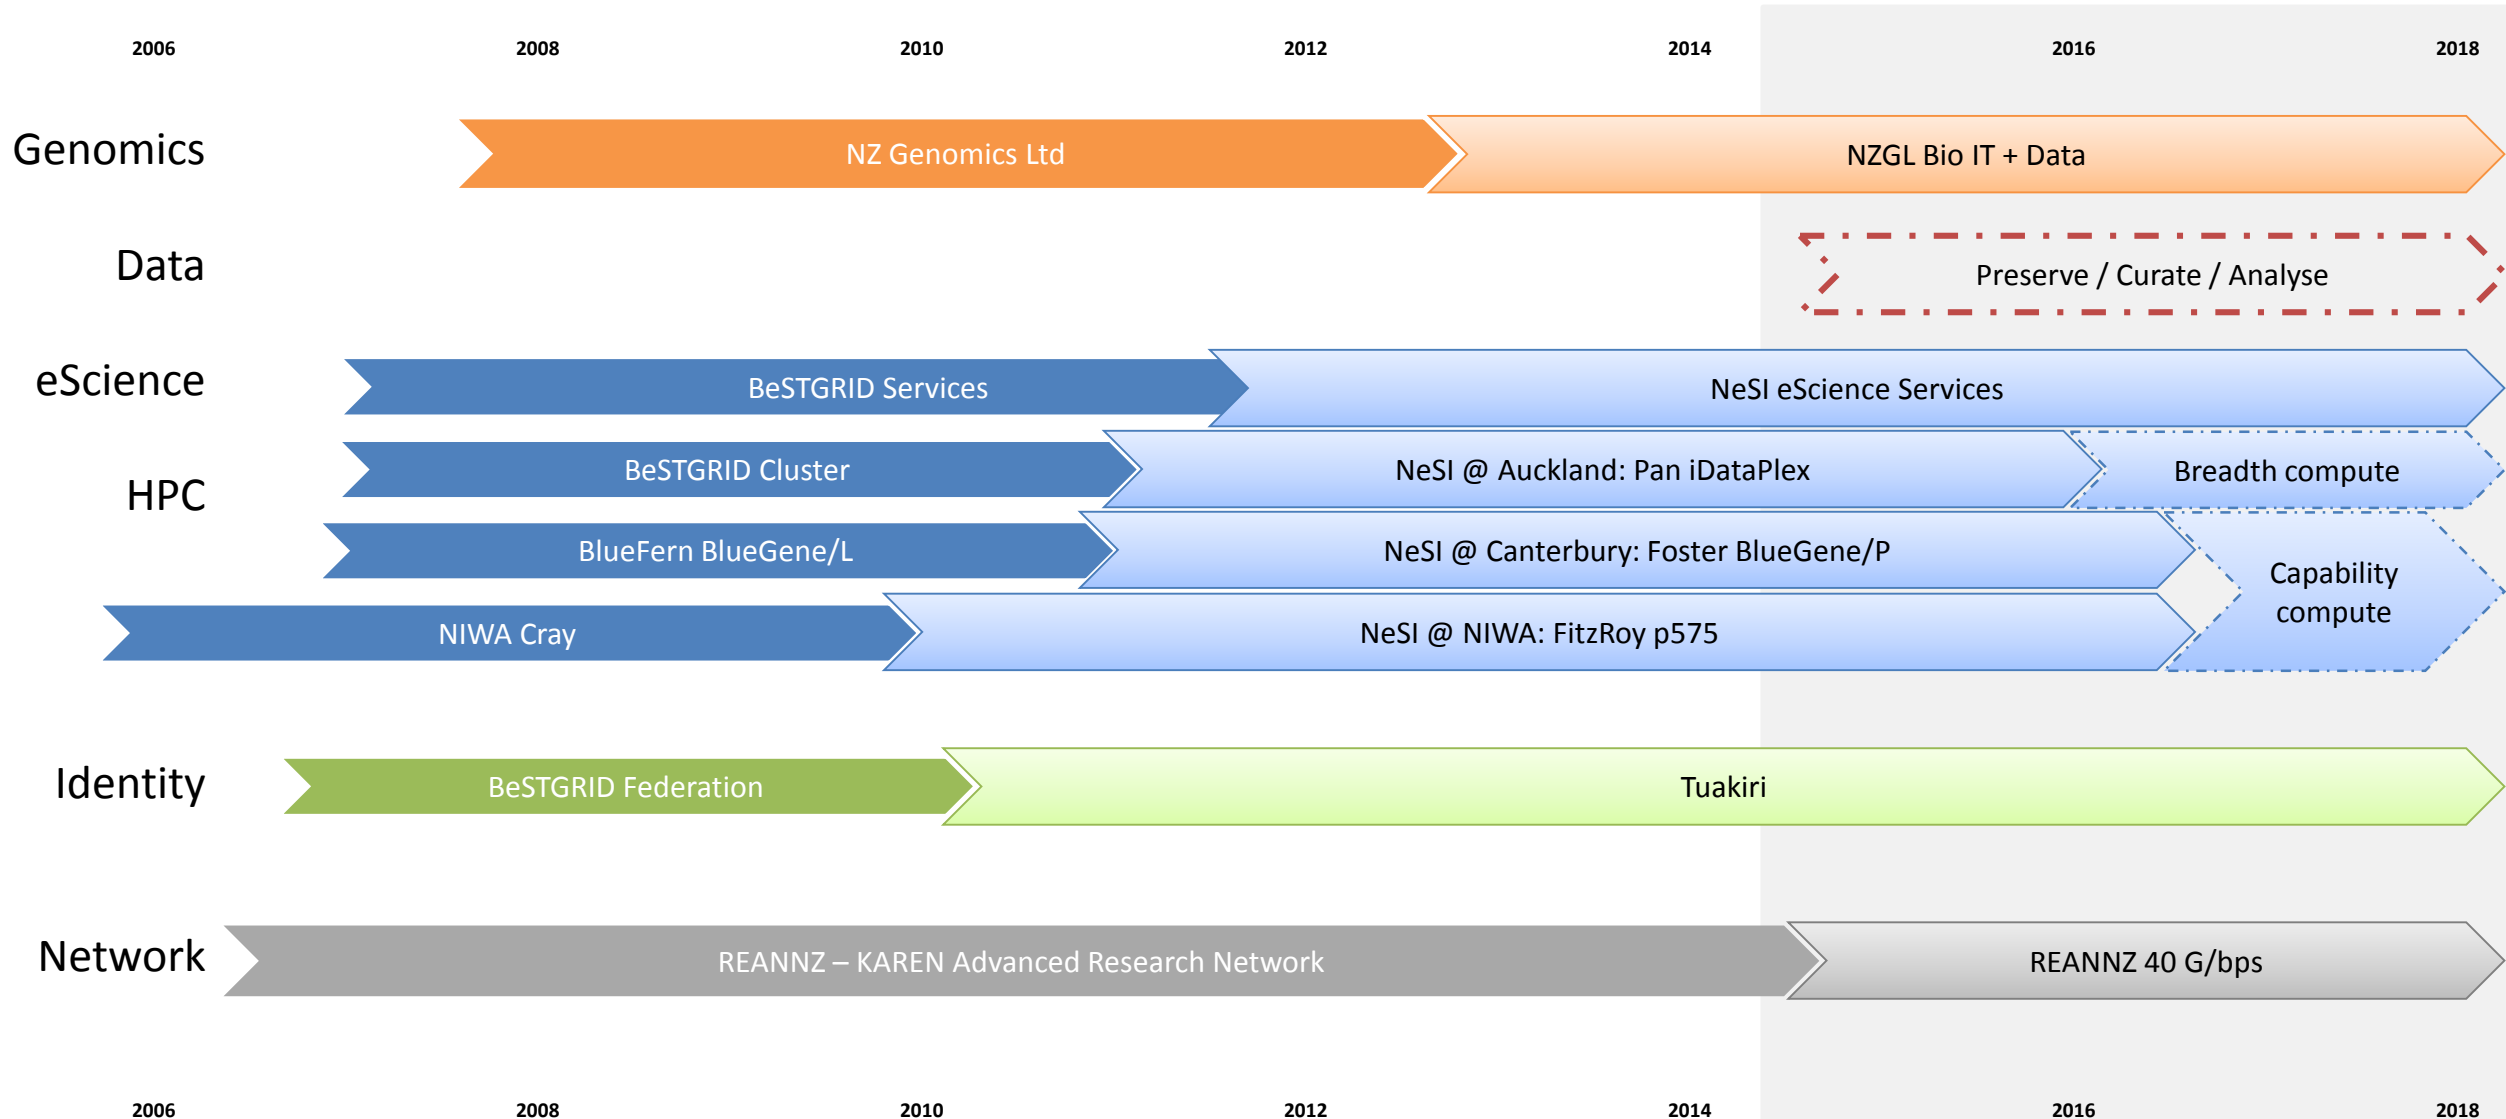 2006 2008 2010 2012 2014 2016 2018
Genomics
NZ Genomics Ltd
NZGL Bio IT + Data
Data
Preserve / Curate / Analyse
eScience
BeSTGRID Services
NeSI eScience Services
HPC
BeSTGRID Cluster
NeSI @ Auckland: Pan iDataPlex
Breadth compute
BlueFern BlueGene/L
NeSI @ Canterbury: Foster BlueGene/P
Capability
compute
NIWA Cray
NeSI @ NIWA: FitzRoy p575
Identity
BeSTGRID Federation
Tuakiri
Network
REANNZ – KAREN Advanced Research Network
REANNZ 40 G/bps
2006 2008 2010 2012 2014 2016 2018